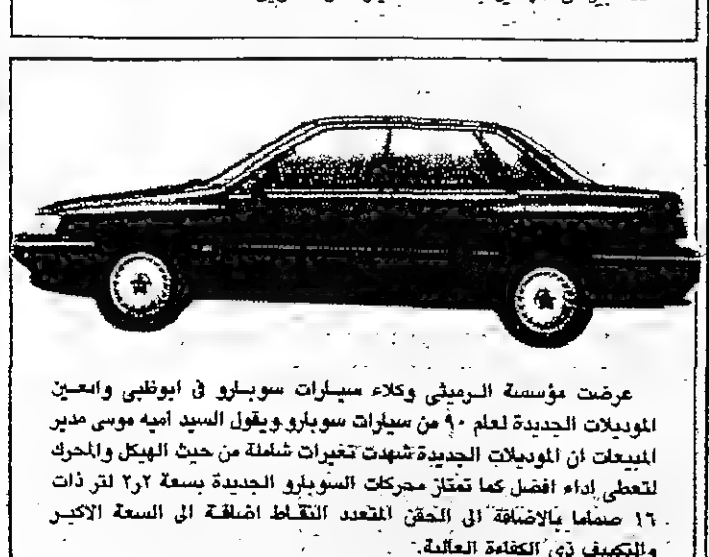 عرضت مؤسسة الرميثي وكلاء سيارات سوبارو في ابوظبي والعين
الموديلات الجديدة لعام ٩٠ من سيارات سوبارو ويقول السيد اميه موسى مدير
المبيعات ان الموديلات الجديدة شهدت تغيرات شاملة من حيث الهيكل والمحرك
لتعطي إداء افضل كما تمتاز محركات السوبارو الجديدة بسعة ٢ر٢ لتر ذات
١٦ صماما بالاضافة الى الحقن المتعدد النقاط اضافة الى السعة الاكبر
والتكييف ذي الكفاءة العالية.